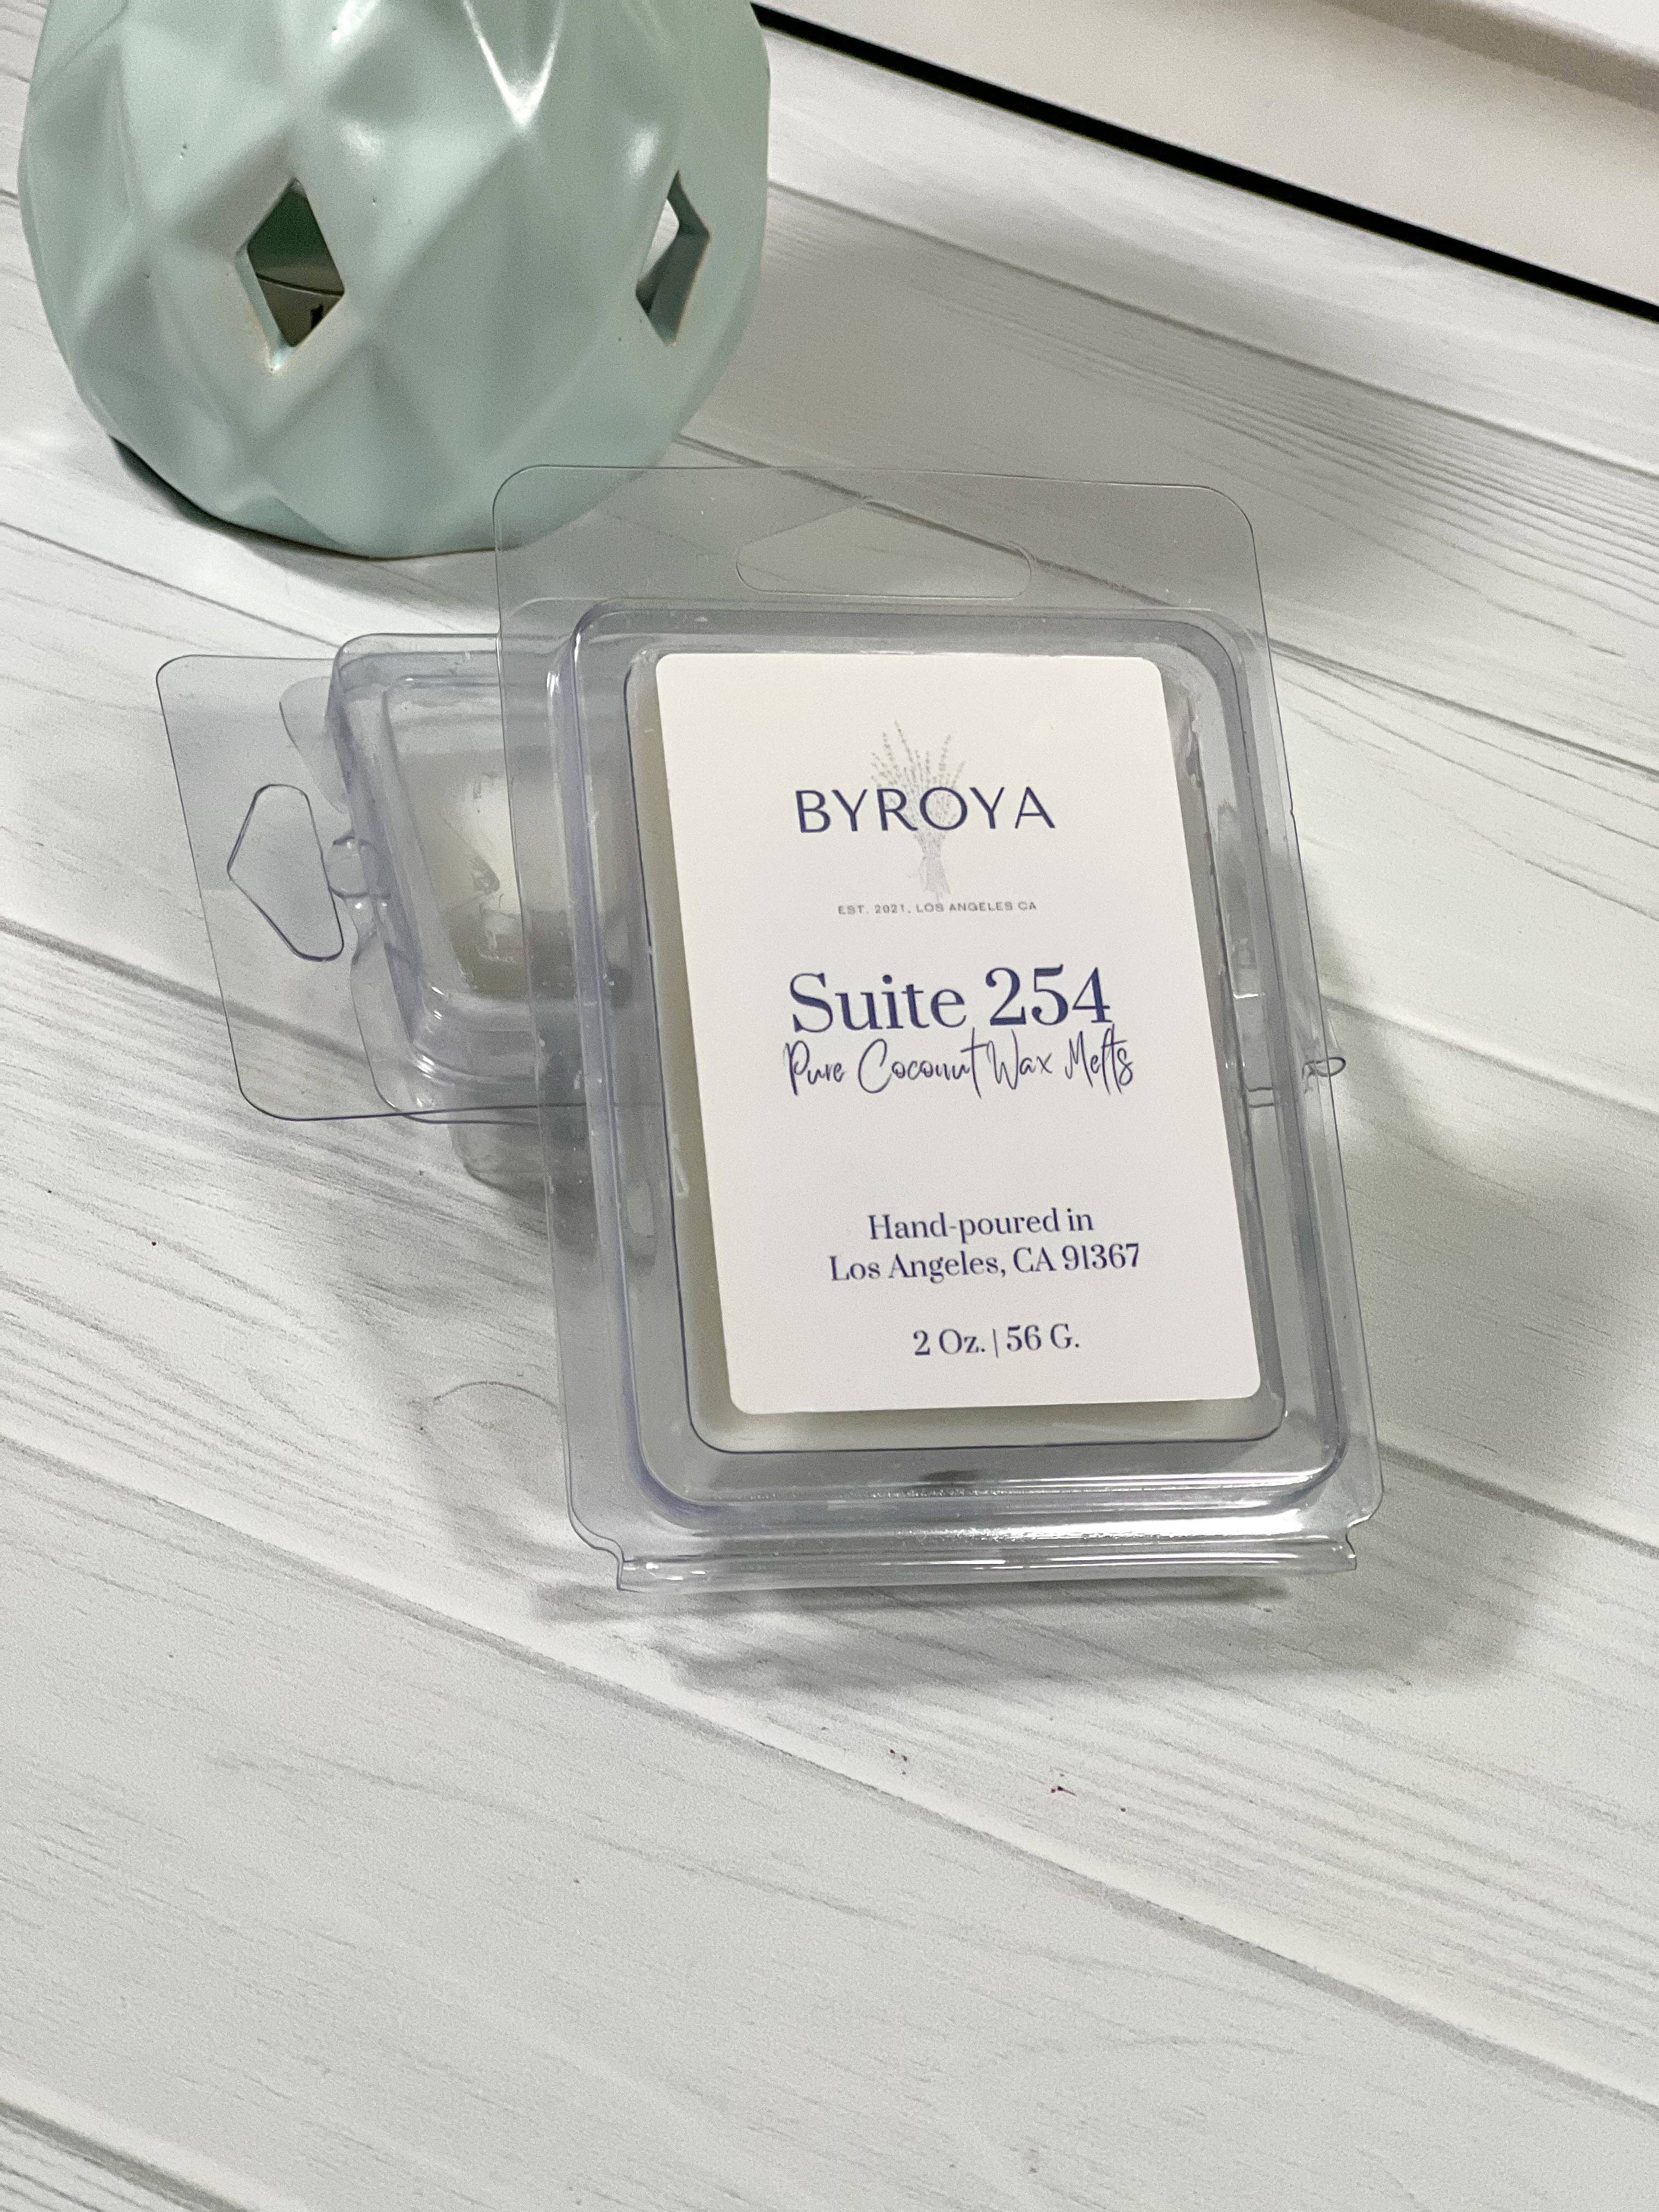 BYROYA
EST. 2021, LOS ANGELES CA
Suite 254
Pure Coconut Wax Melts
Hand-poured in
Los Angeles, CA 91367
2 Oz. | 56 G.